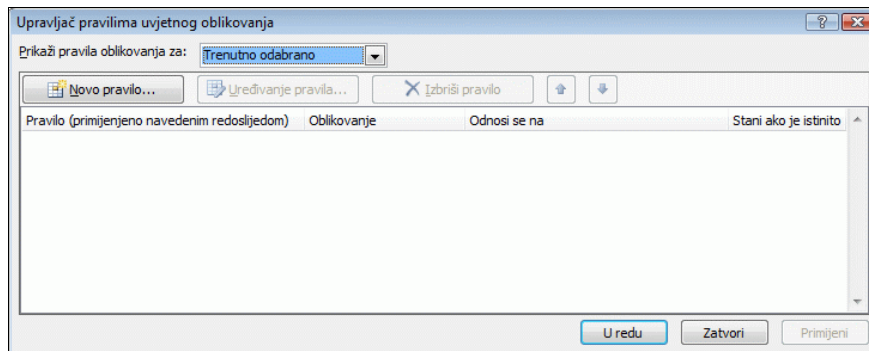 Upravljač pravilima uvjetnog oblikovanja
Prikaži pravila oblikovanja za: Trenutno odabrano
Novo pravilo... Uređivanje pravila... Izbriši pravilo
Pravilo (primijenjeno navedenim redoslijedom) Oblikovanje Odnosi se na Stani ako je istinito
U redu Zatvori Primijeni